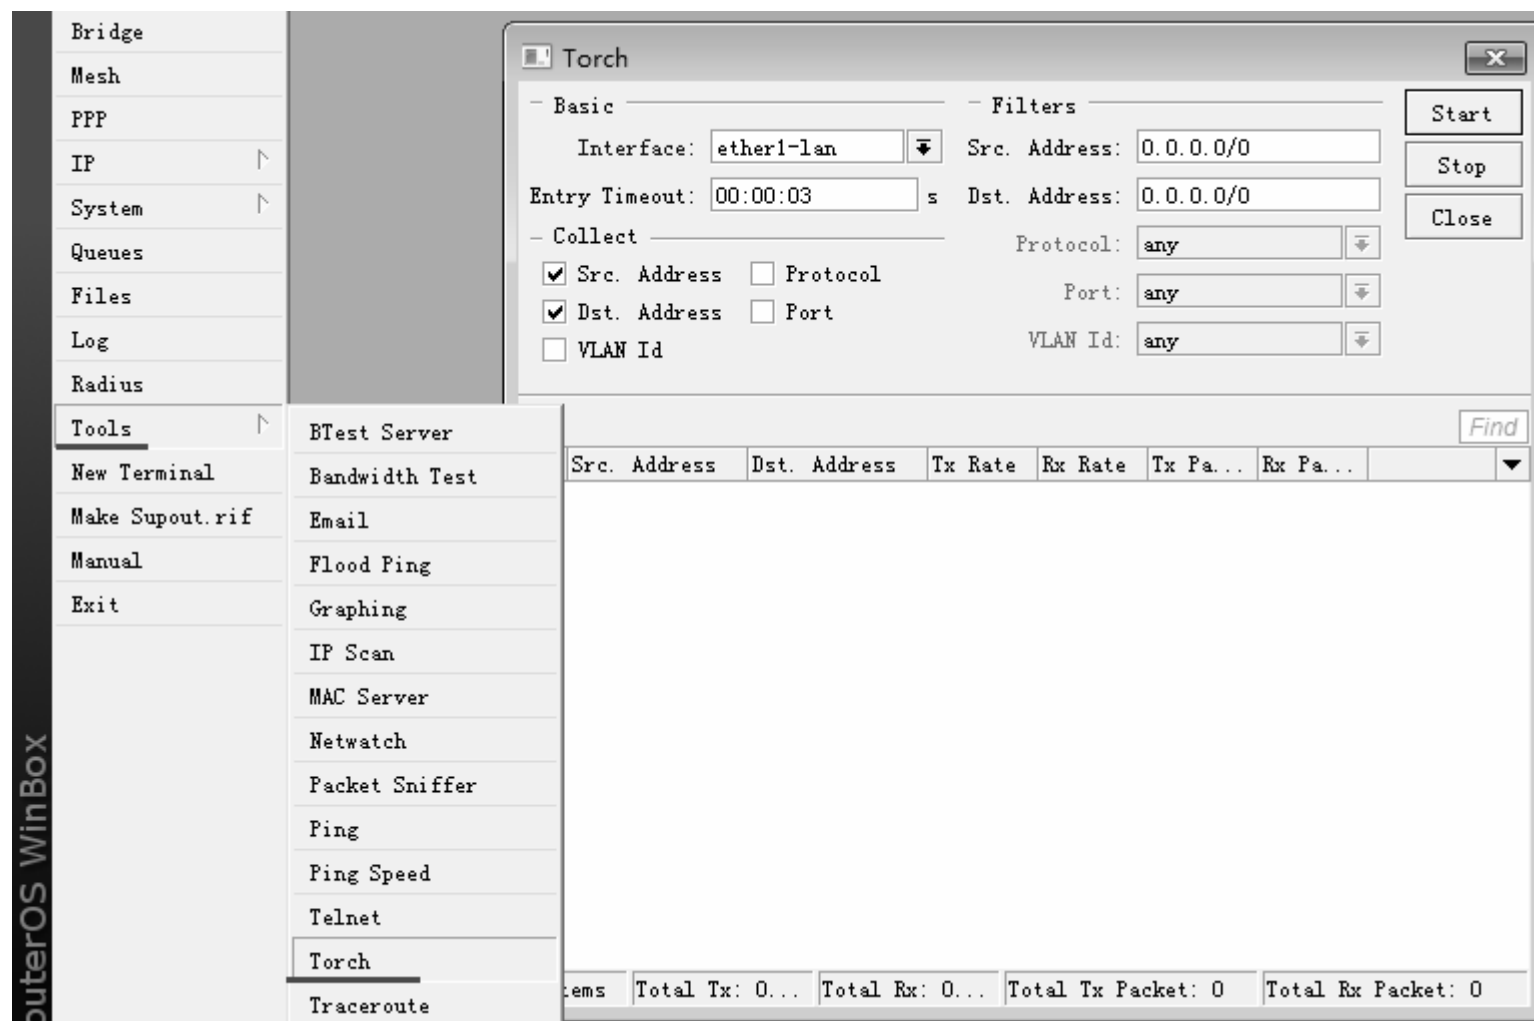 Bridge
Mesh
PPP
IP
System
Queues
Files
Log
Radius
Tools
New Terminal
Make Supout.rif
Manual
Exit
BTest Server
Bandwidth Test
Email
Flood Ping
Graphing
IP Scan
MAC Server
Netwatch
Packet Sniffer
Ping
Ping Speed
Telnet
Torch
Traceroute
Torch
Basic
Interface: ether1-lan
Entry Timeout: 00:00:03 s
Collect
Src. Address Protocol
Dst. Address Port
VLAN Id
Filters
Src. Address: 0.0.0.0/0
Dst. Address: 0.0.0.0/0
Protocol: any
Port: any
VLAN Id: any
Start
Stop
Close
Find
Src. Address Dst. Address Tx Rate Rx Rate Tx Pa... Rx Pa...
ems Total Tx: 0... Total Rx: 0... Total Tx Packet: 0 Total Rx Packet: 0
outerOS WinBox